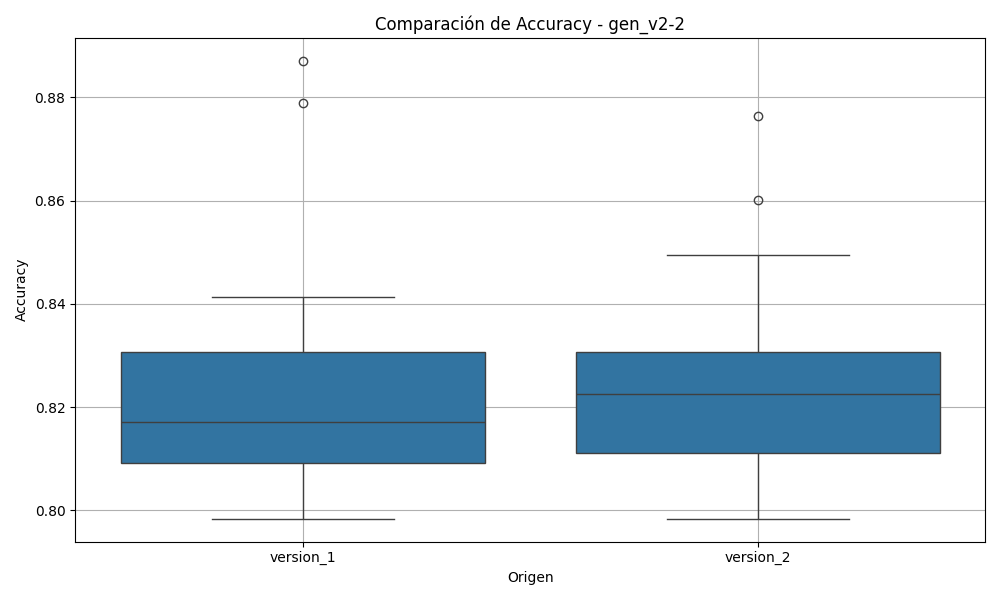 Comparación de Accuracy - gen_v2-2
0.88
0.86
0.84
0.82
0.80
Accuracy
version_1
version_2
Origen